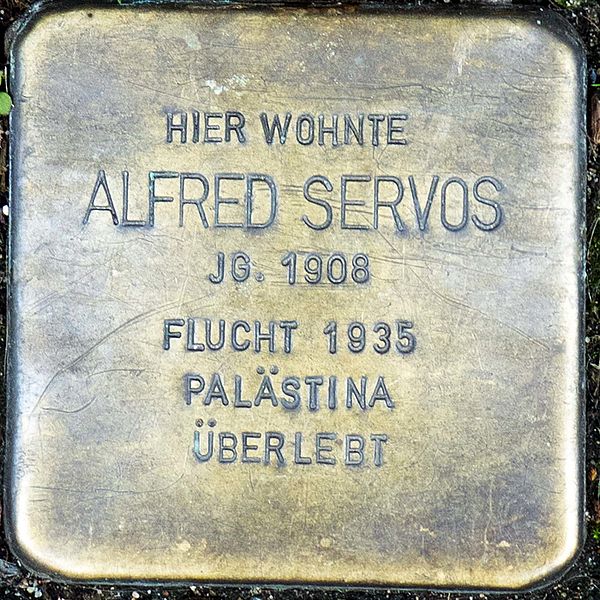 HIER WOHNTE
ALFRED SERVOS
JG. 1908
FLUCHT 1935
PALÄSTINA
ÜBERLEBT